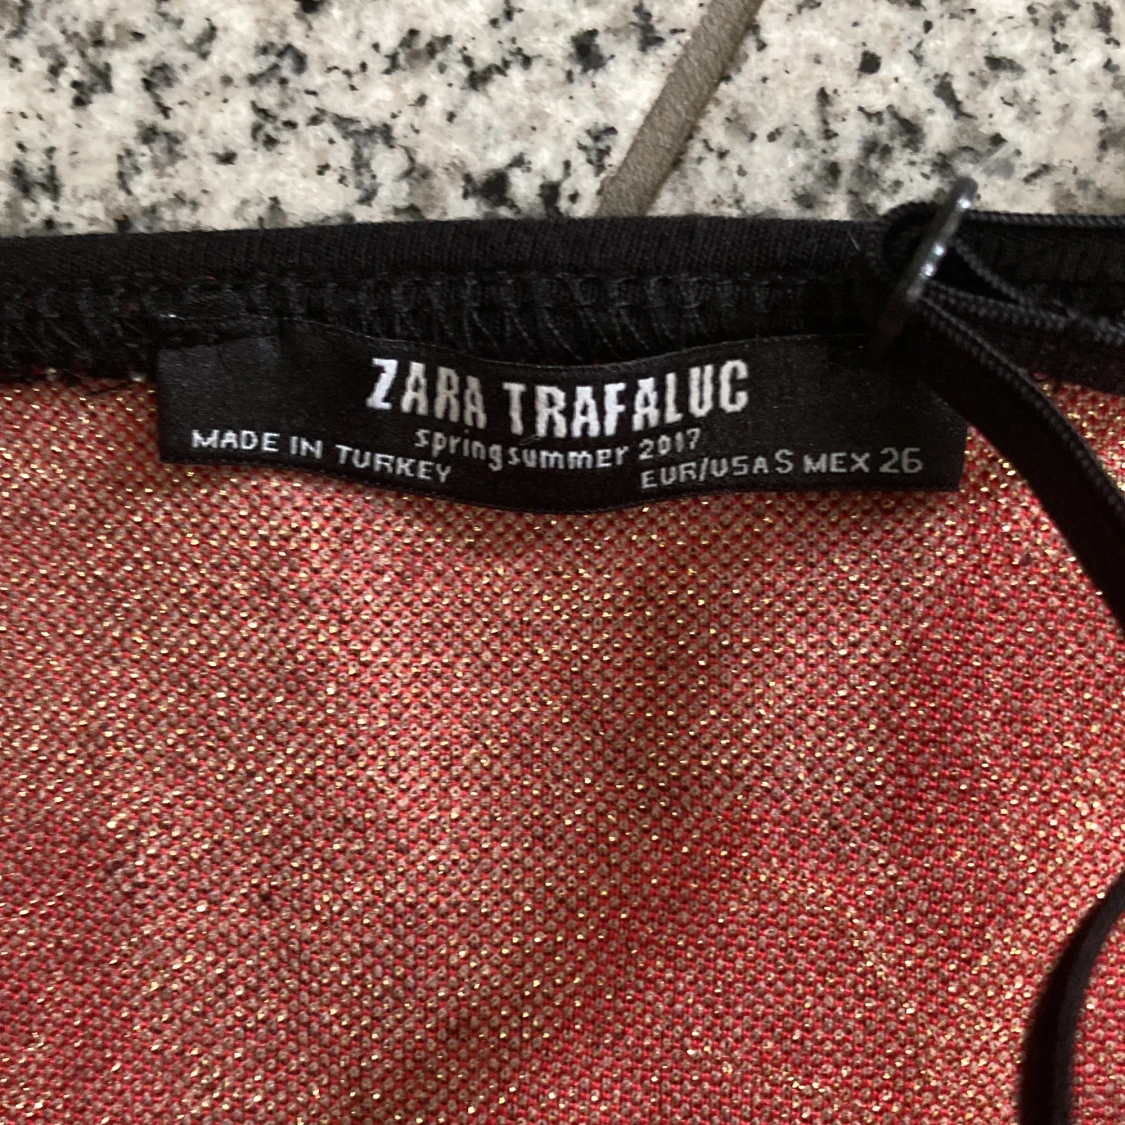 ZARA TRAFALUC
springsummer 2017
MADE IN TURKEY
EUR/USA S MEX 26